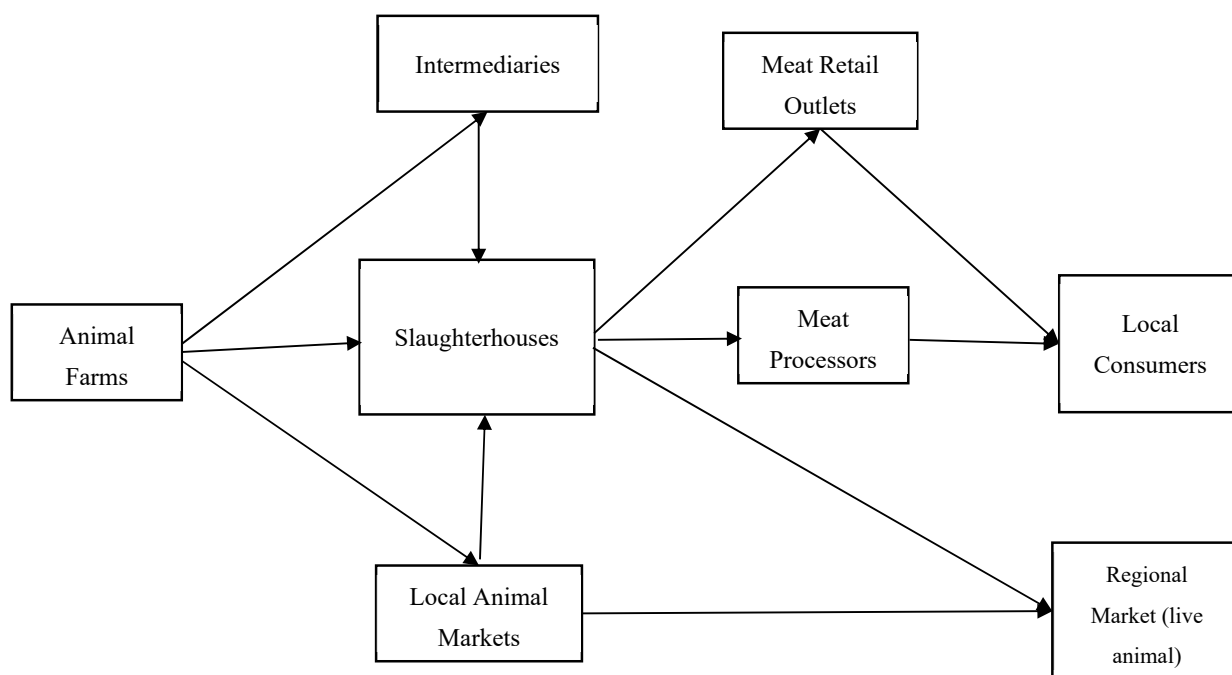 Intermediaries
Meat Retail
Outlets
Animal
Farms
Slaughterhouses
Meat
Processors
Local
Consumers
Local Animal
Markets
Regional
Market (live
animal)